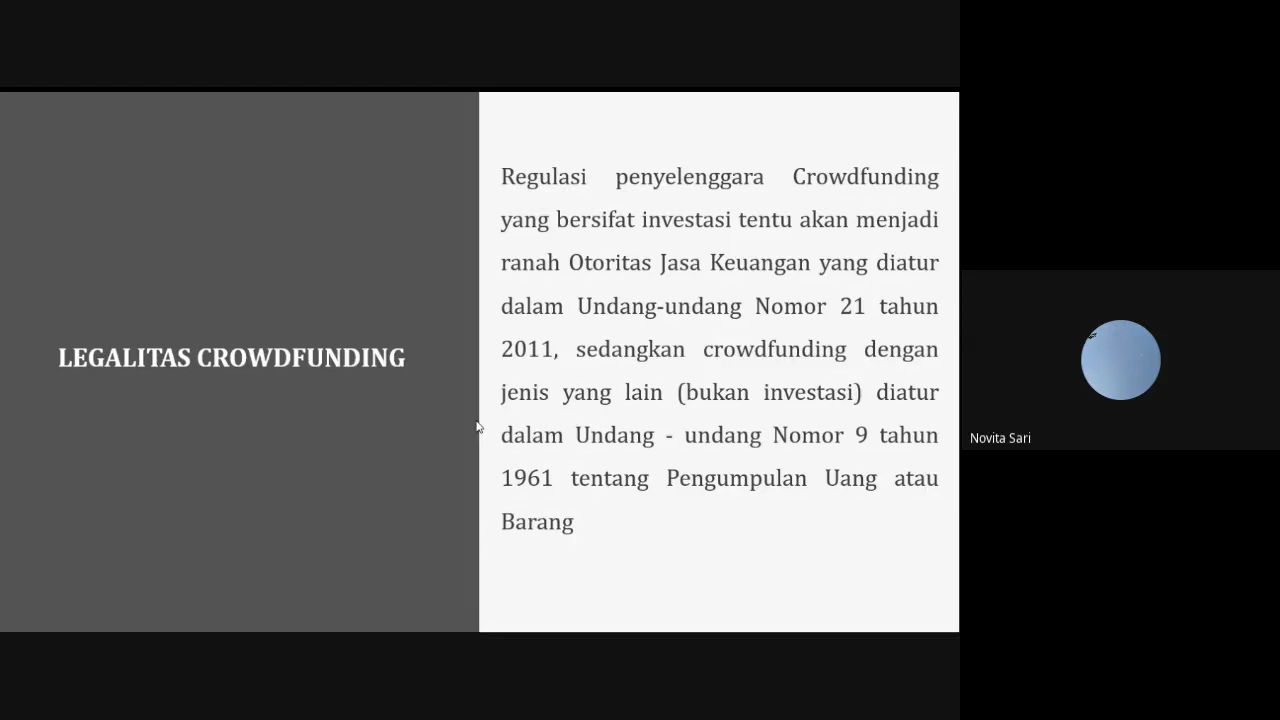 LEGALITAS CROWDFUNDING
Regulasi penyelenggara Crowdfunding
yang bersifat investasi tentu akan menjadi
ranah Otoritas Jasa Keuangan yang diatur
dalam Undang-undang Nomor 21 tahun
2011, sedangkan crowdfunding dengan
jenis yang lain (bukan investasi) diatur
dalam Undang - undang Nomor 9 tahun
1961 tentang Pengumpulan Uang atau
Barang
Novita Sari